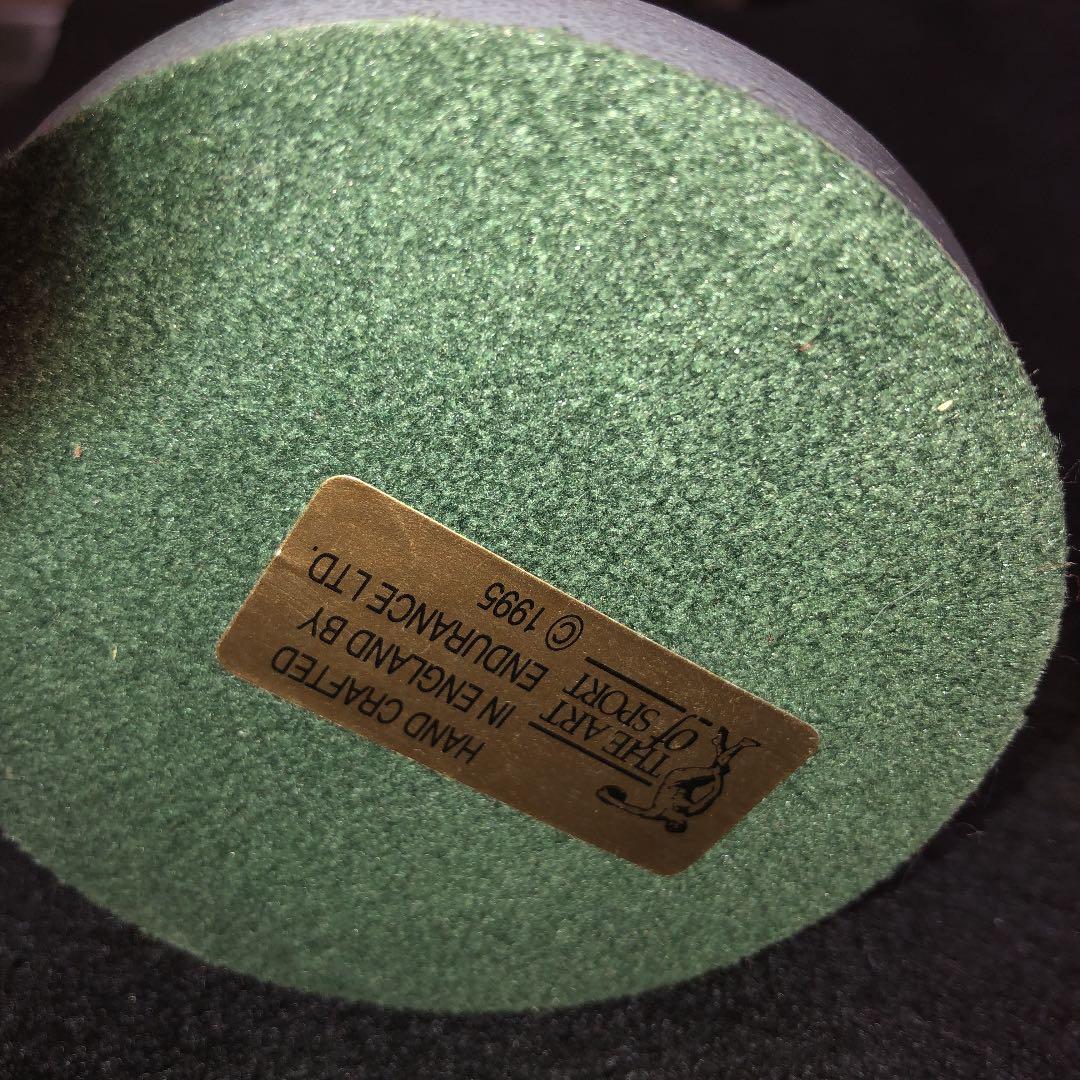 THE ART
Of SPORT
HAND CRAFTED
IN ENGLAND BY
ENDURANCE LTD.
© 1995